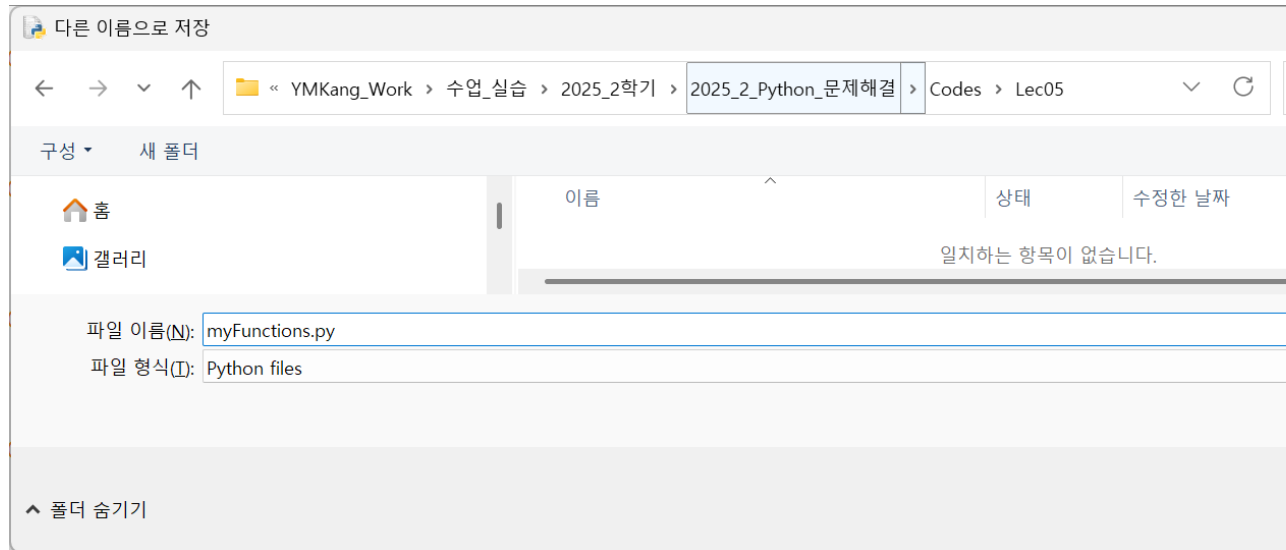 다른 이름으로 저장
« YMKang_Work › 수업_실습 › 2025_2학기 › 2025_2_Python_문제해결 › Codes › Lec05
구성 새 폴더
홈
갤러리
이름 상태 수정한 날짜
일치하는 항목이 없습니다.
파일 이름(N): myFunctions.py
파일 형식(T): Python files
폴더 숨기기